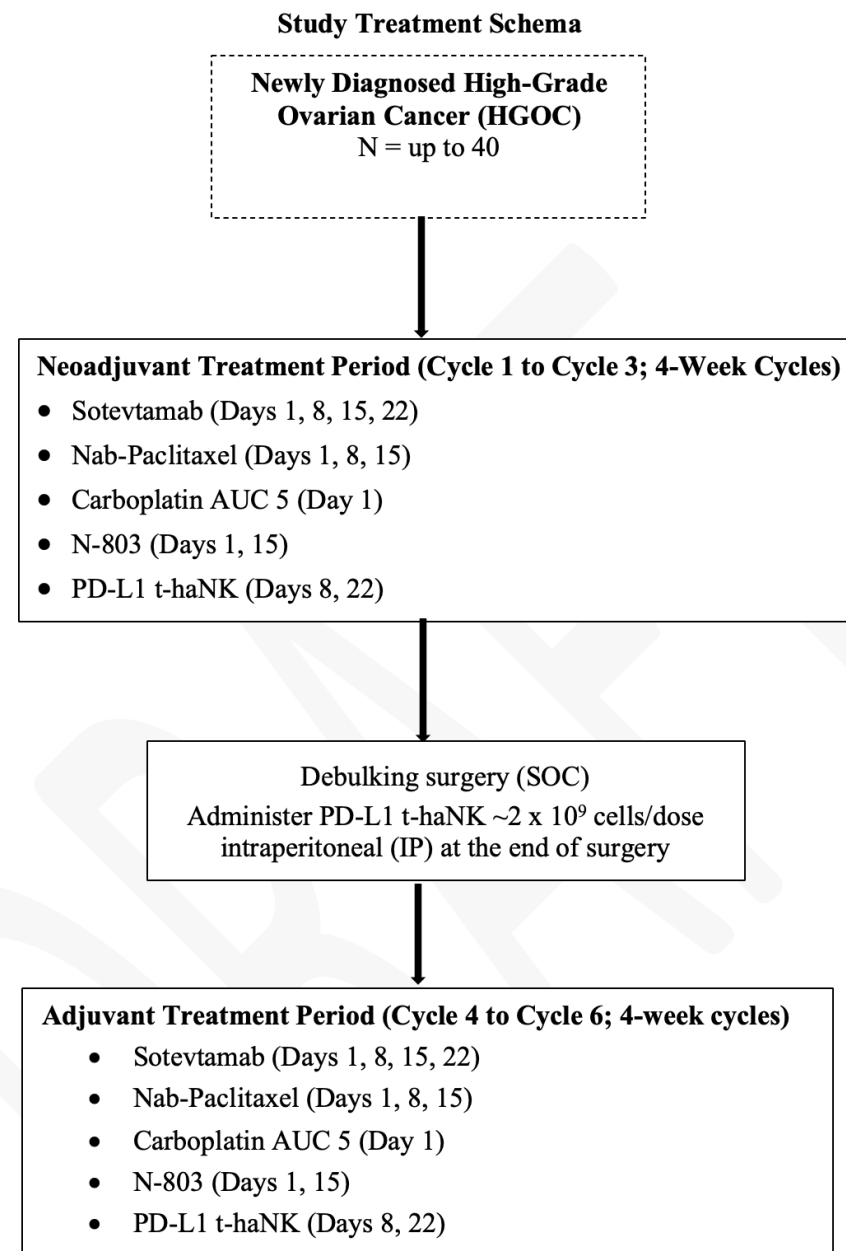 Study Treatment Schema
Newly Diagnosed High-Grade
Ovarian Cancer (HGOC)
N = up to 40
Neoadjuvant Treatment Period (Cycle 1 to Cycle 3; 4-Week Cycles)
• Sotevtamab (Days 1, 8, 15, 22)
• Nab-Paclitaxel (Days 1, 8, 15)
• Carboplatin AUC 5 (Day 1)
• N-803 (Days 1, 15)
• PD-L1 t-haNK (Days 8, 22)
Debulking surgery (SOC)
Administer PD-L1 t-haNK ~2 x 10⁹ cells/dose
intraperitoneal (IP) at the end of surgery
Adjuvant Treatment Period (Cycle 4 to Cycle 6; 4-week cycles)
• Sotevtamab (Days 1, 8, 15, 22)
• Nab-Paclitaxel (Days 1, 8, 15)
• Carboplatin AUC 5 (Day 1)
• N-803 (Days 1, 15)
• PD-L1 t-haNK (Days 8, 22)
DRAFT